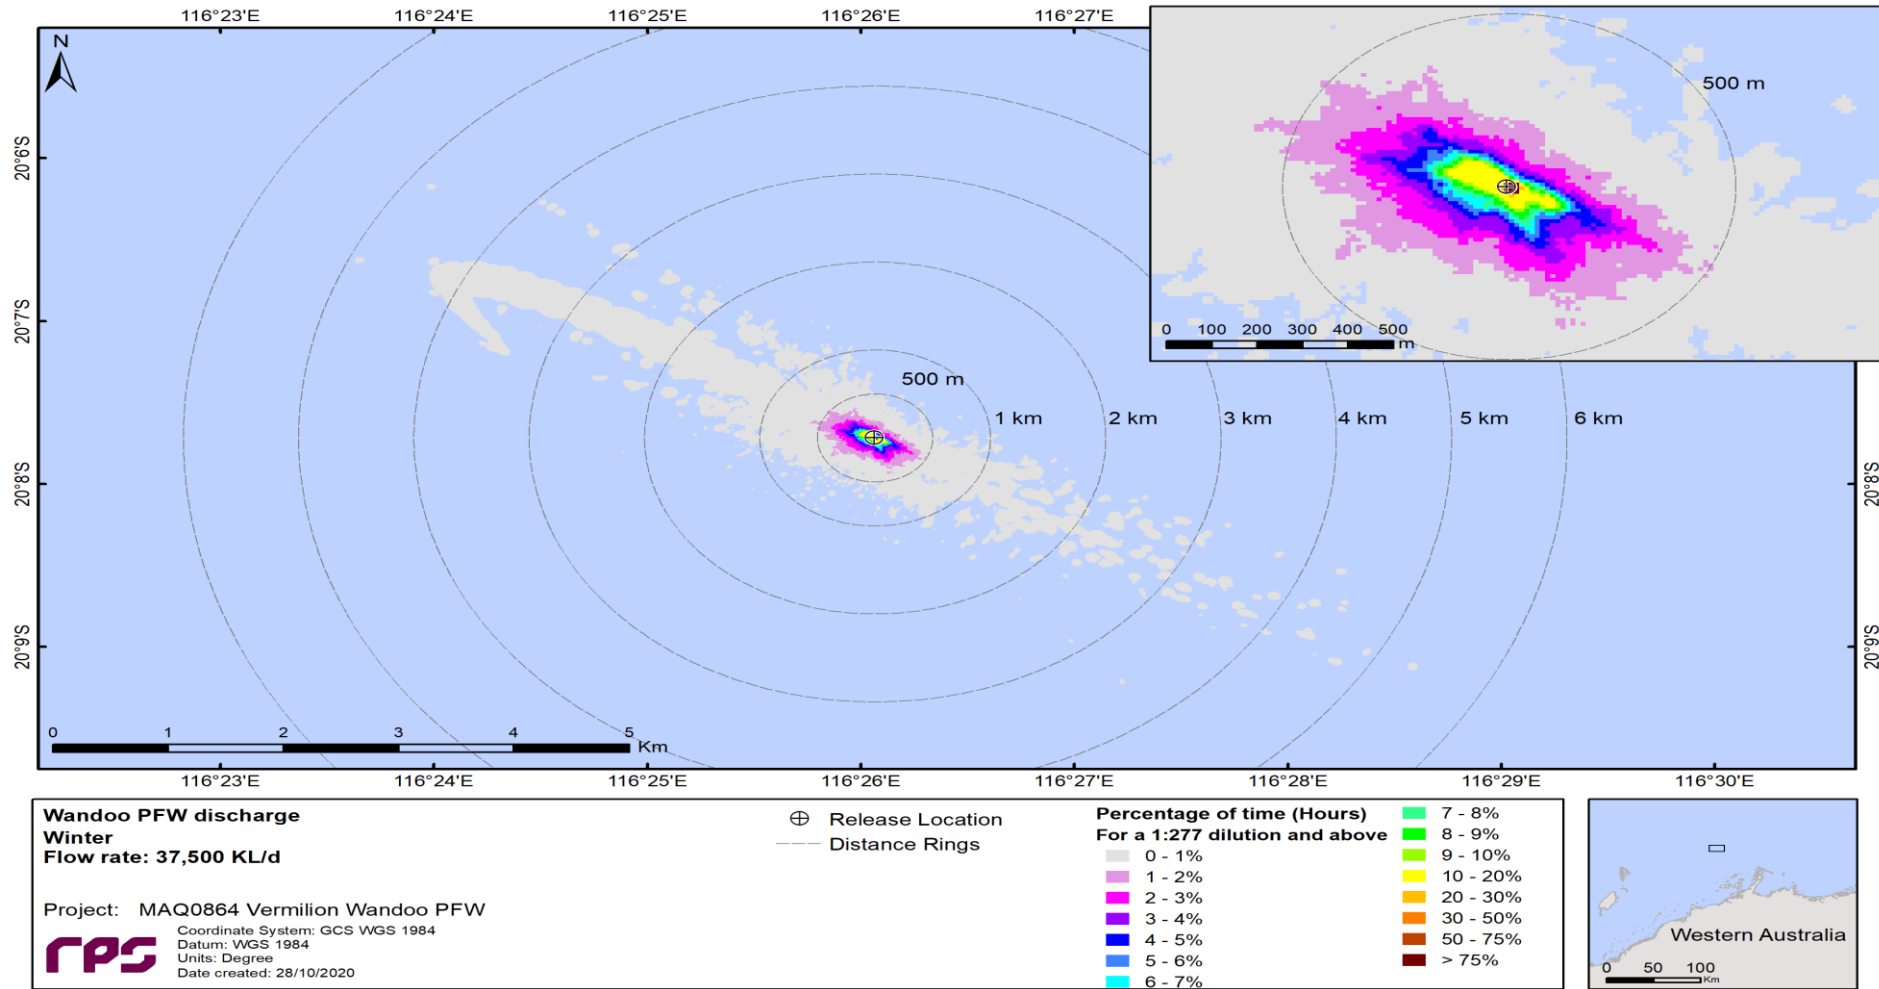 116°23'E 116°24'E 116°25'E 116°26'E 116°27'E
N
500 m
0 100 200 300 400 500
m
20°6'S
20°7'S
20°8'S
20°9'S
500 m
1 km 2 km 3 km 4 km 5 km 6 km
20°8'S
20°9'S
0 1 2 3 4 5
Km
116°23'E 116°24'E 116°25'E 116°26'E 116°27'E 116°28'E 116°29'E 116°30'E
Wandoo PFW discharge
Winter
Flow rate: 37,500 KL/d
Project: MAQ0864 Vermilion Wandoo PFW
rps
Coordinate System: GCS WGS 1984
Datum: WGS 1984
Units: Degree
Date created: 28/10/2020
Release Location
Distance Rings
Percentage of time (Hours)
For a 1:277 dilution and above
0 - 1%
1 - 2%
2 - 3%
3 - 4%
4 - 5%
5 - 6%
6 - 7%
7 - 8%
8 - 9%
9 - 10%
10 - 20%
20 - 30%
30 - 50%
50 - 75%
> 75%
Western Australia
0 50 100
Km